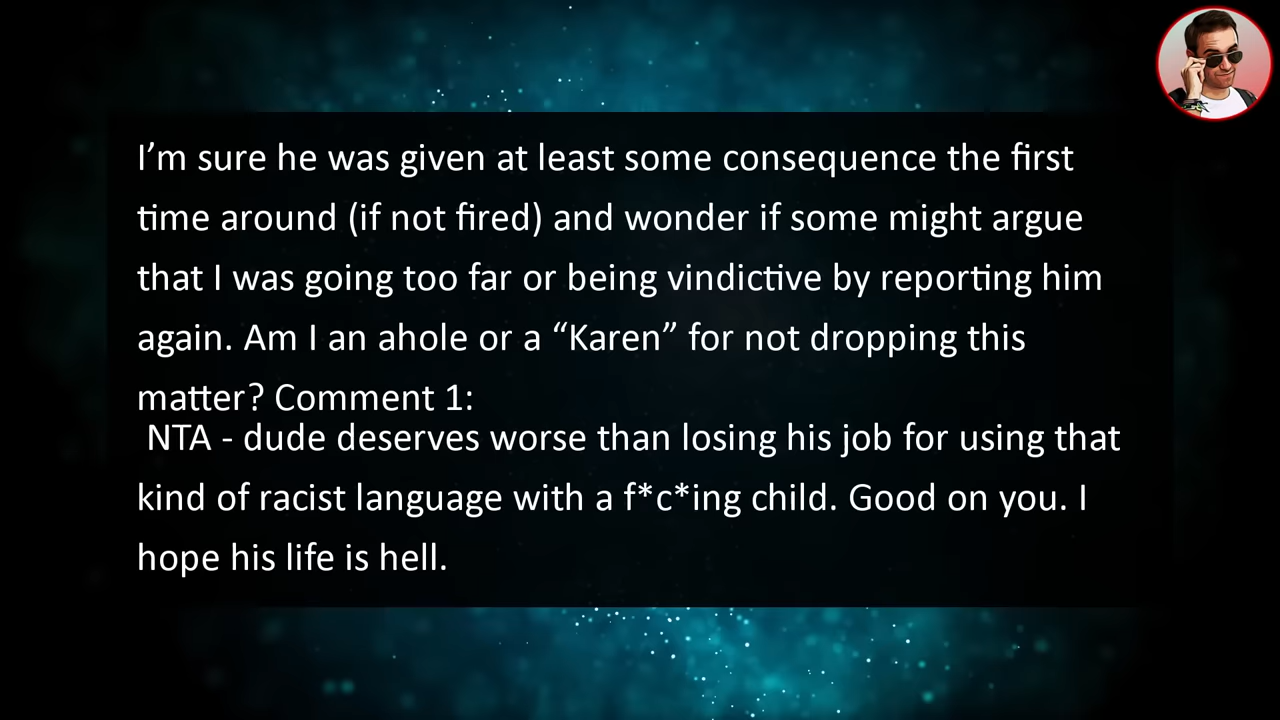 I’m sure he was given at least some consequence the first
time around (if not fired) and wonder if some might argue
that I was going too far or being vindictive by reporting him
again. Am I an ahole or a “Karen” for not dropping this
matter? Comment 1:
NTA - dude deserves worse than losing his job for using that
kind of racist language with a f*c*ing child. Good on you. I
hope his life is hell.